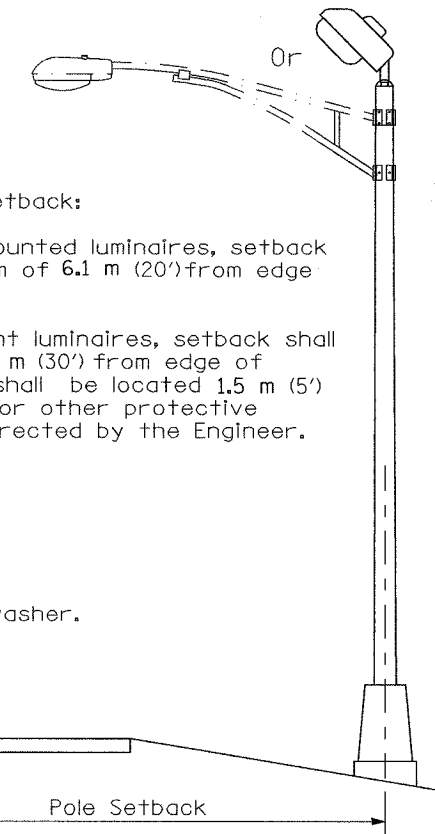 Or
etback:
ounted luminaires, setback
m of 6.1 m (20')from edge
nt luminaires, setback shall
m (30') from edge of
shall be located 1.5 m (5')
or other protective
rected by the Engineer.
asher.
Pole Setback